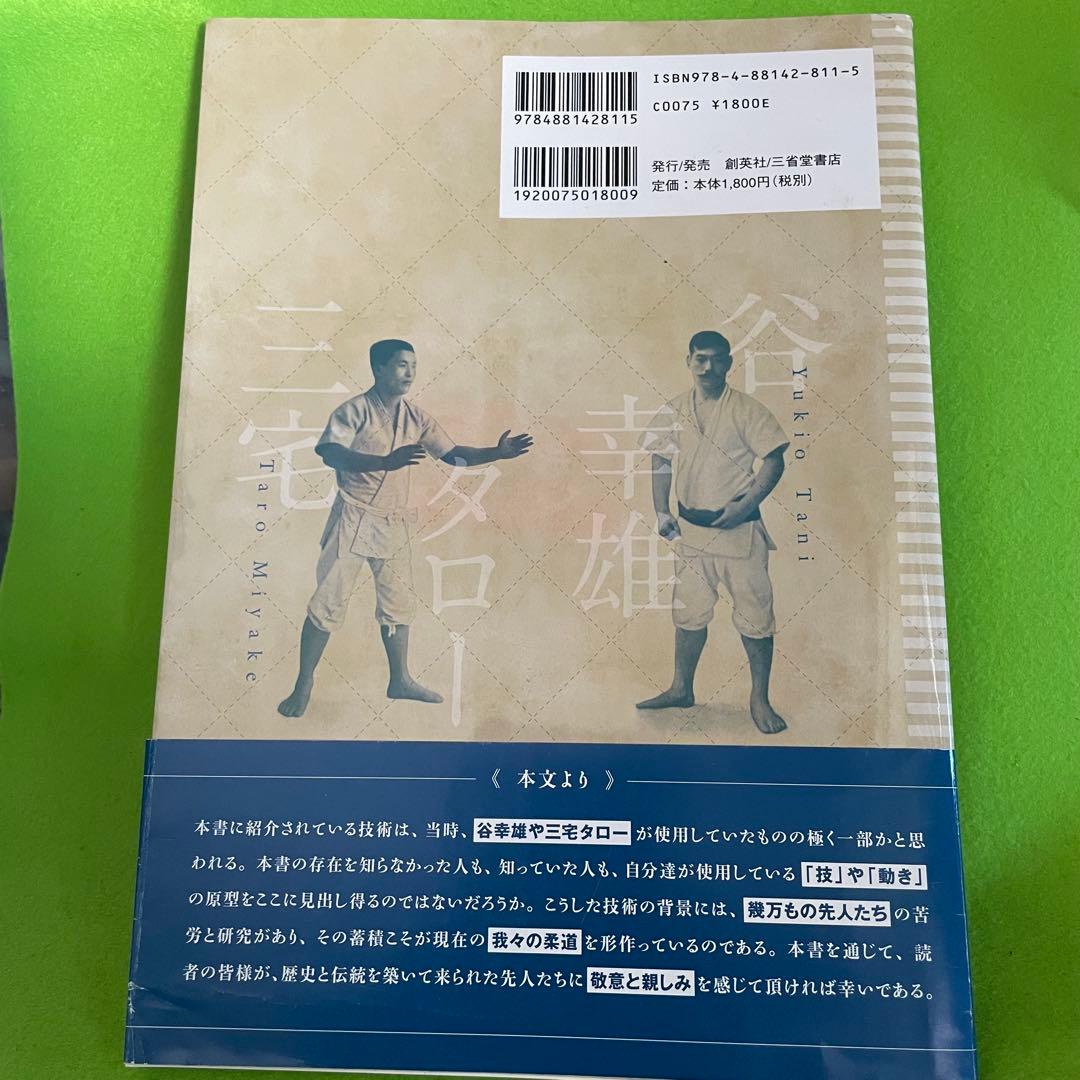 ISBN978-4-88142-811-5
C0075 ¥1800E
9784881428115
発行/発売 創英社/三省堂書店
定価：本体1,800円（税別）
1920075018009
谷幸雄
Yukio Tani
三宅タロー
Taro Miyake
《 本文より 》
本書に紹介されている技術は、当時、谷幸雄や三宅タローが使用していたものの極く一部かと思
われる。本書の存在を知らなかった人も、知っていた人も、自分達が使用している「技」や「動き」
の原型をここに見出し得るのではないだろうか。こうした技術の背景には、幾万もの先人たちの苦
労と研究があり、その蓄積こそが現在の我々の柔道を形作っているのである。本書を通じて、読
者の皆様が、歴史と伝統を築いて来られた先人たちに敬意と親しみを感じて頂ければ幸いである。